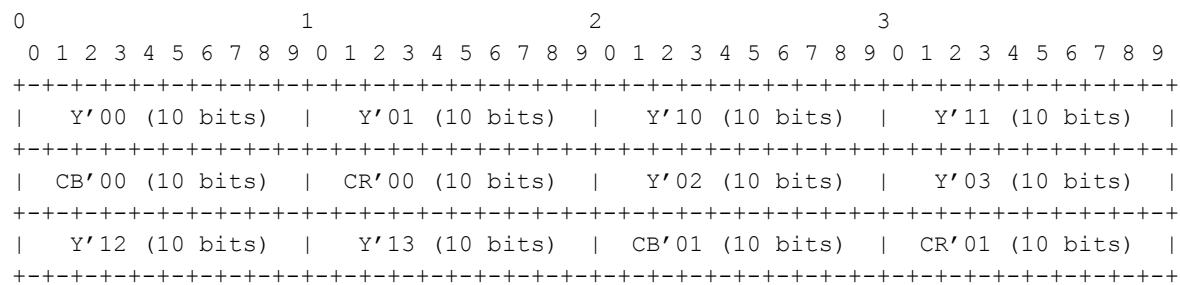 0                   1                   2                   3
 0 1 2 3 4 5 6 7 8 9 0 1 2 3 4 5 6 7 8 9 0 1 2 3 4 5 6 7 8 9 0 1 2 3 4 5 6 7 8 9
+-+-+-+-+-+-+-+-+-+-+-+-+-+-+-+-+-+-+-+-+-+-+-+-+-+-+-+-+-+-+-+-+-+-+-+-+-+-+-+-+
|   Y'00 (10 bits)  |   Y'01 (10 bits)  |   Y'10 (10 bits)  |   Y'11 (10 bits)  |
+-+-+-+-+-+-+-+-+-+-+-+-+-+-+-+-+-+-+-+-+-+-+-+-+-+-+-+-+-+-+-+-+-+-+-+-+-+-+-+-+
|  CB'00 (10 bits)  |  CR'00 (10 bits)  |   Y'02 (10 bits)  |   Y'03 (10 bits)  |
+-+-+-+-+-+-+-+-+-+-+-+-+-+-+-+-+-+-+-+-+-+-+-+-+-+-+-+-+-+-+-+-+-+-+-+-+-+-+-+-+
|   Y'12 (10 bits)  |   Y'13 (10 bits)  |  CB'01 (10 bits)  |  CR'01 (10 bits)  |
+-+-+-+-+-+-+-+-+-+-+-+-+-+-+-+-+-+-+-+-+-+-+-+-+-+-+-+-+-+-+-+-+-+-+-+-+-+-+-+-+